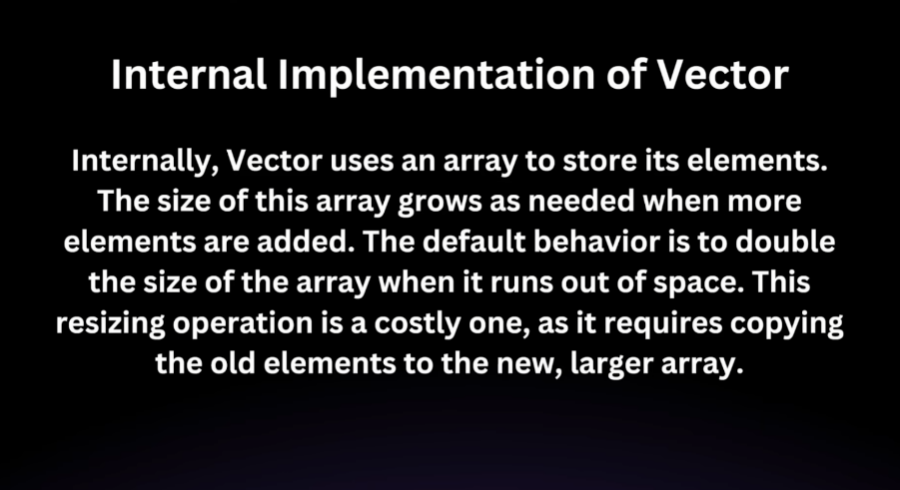 Internal Implementation of Vector
Internally, Vector uses an array to store its elements.
The size of this array grows as needed when more
elements are added. The default behavior is to double
the size of the array when it runs out of space. This
resizing operation is a costly one, as it requires copying
the old elements to the new, larger array.